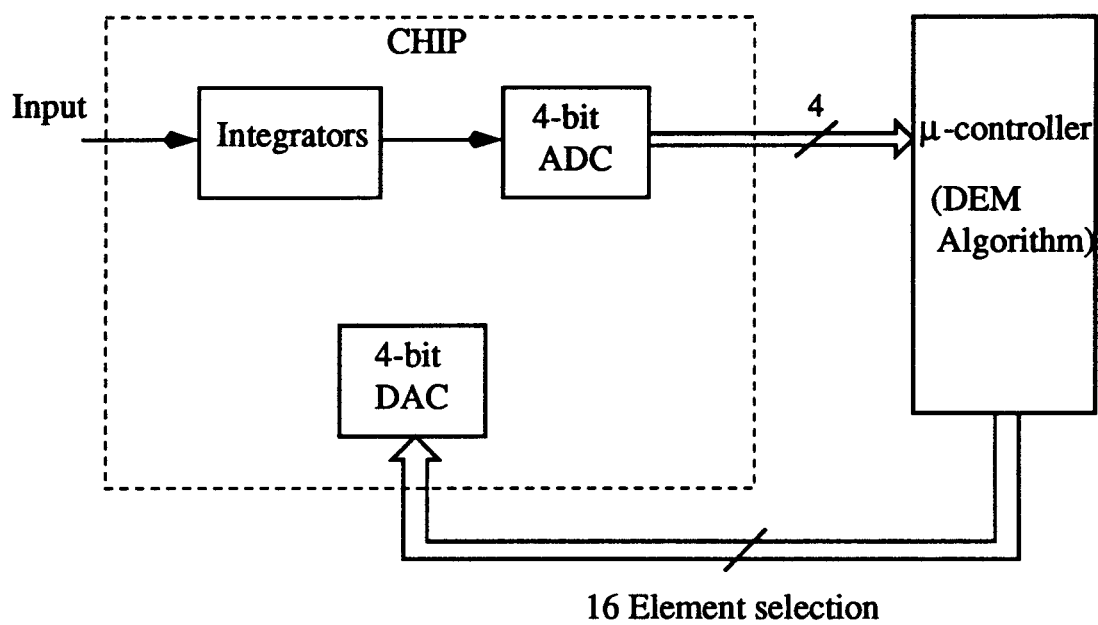 CHIP
Input
Integrators
4-bit
ADC
4
μ-controller
(DEM
Algorithm)
4-bit
DAC
16 Element selection